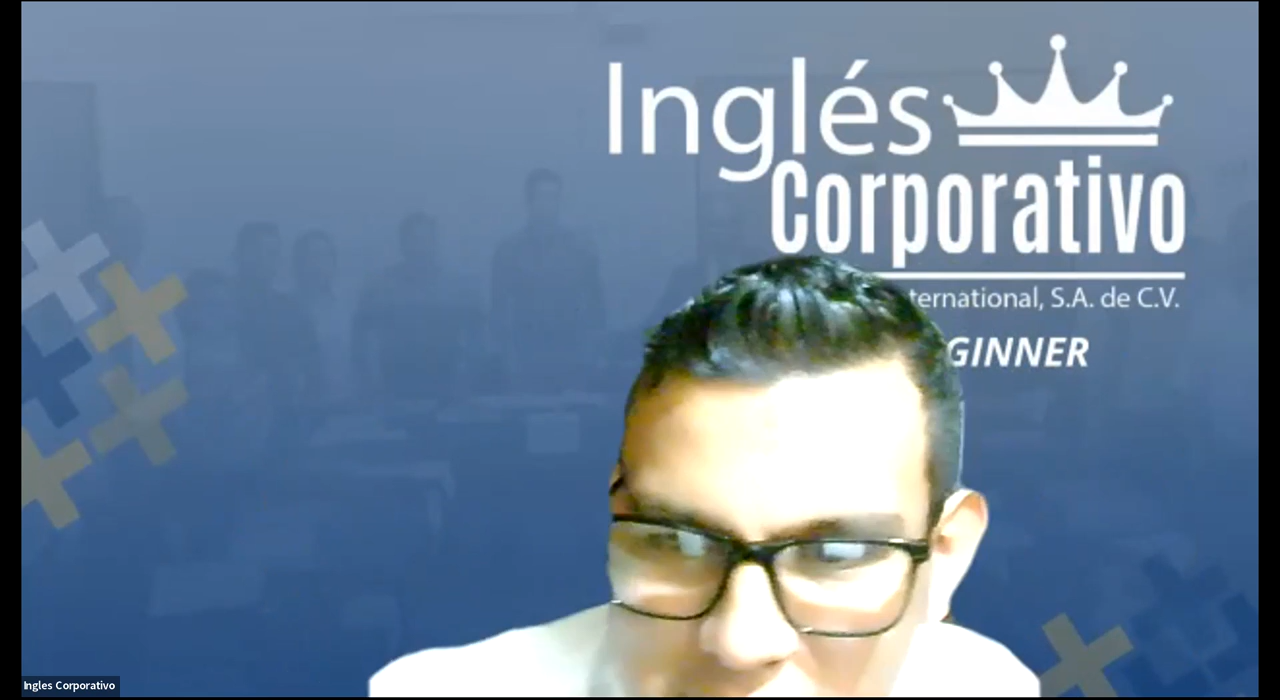 Inglés
Corporativo
ternational, S.A. de C.V.
GINNER
Ingles Corporativo